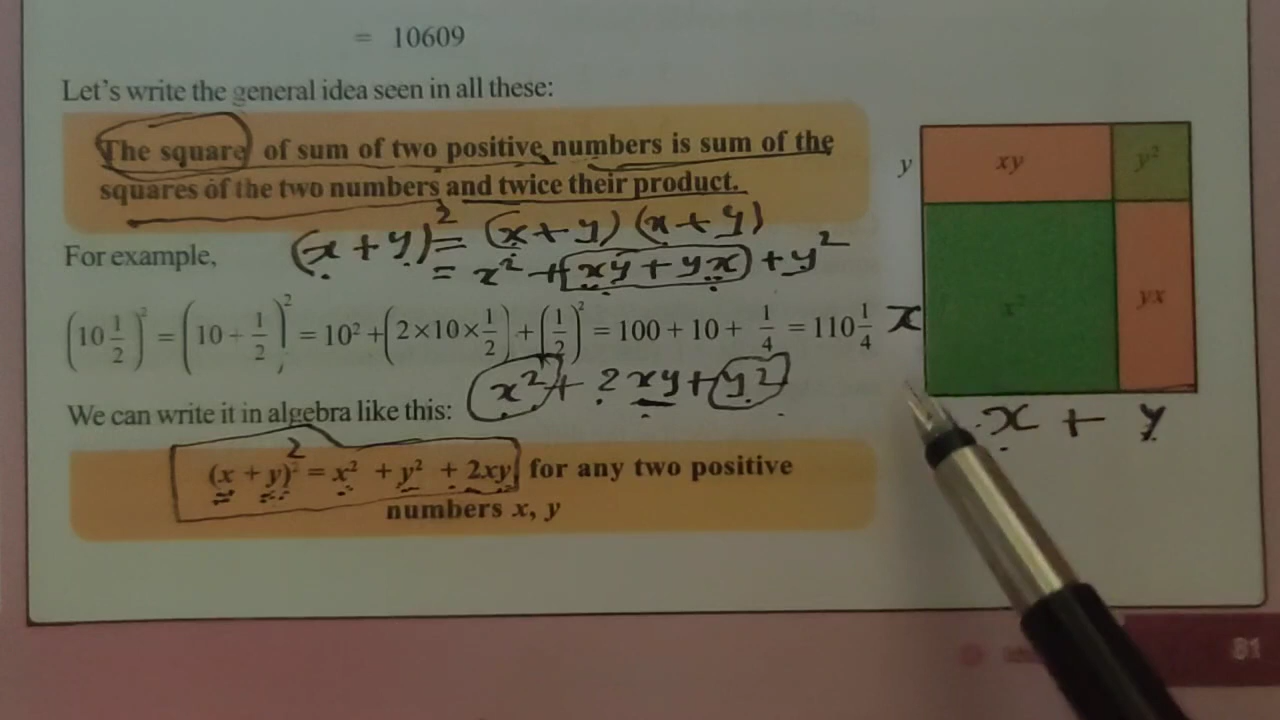 = 10609
Let's write the general idea seen in all these:
The square of sum of two positive numbers is sum of the
squares of the two numbers and twice their product.
(x + y)² = (x + y) (x + y)
For example,
= x² + (xy + yx) + y²
(10 1/2)² = (10 + 1/2)² = 10² + (2×10×1/2) + (1/2)² = 100 + 10 + 1/4 = 110 1/4
x² + 2xy + y²
We can write it in algebra like this:
2
(x + y)² = x² + y² + 2xy for any two positive
numbers x, y
y
xy
y²
x
x²
yx
x + y
81